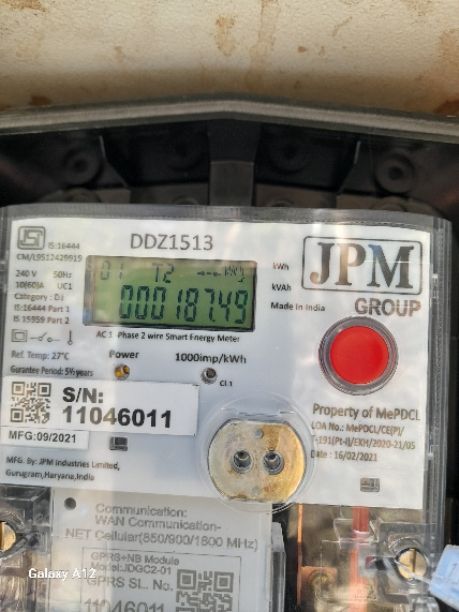 DDZ1513
IS:16444
CM/L9512429919
240 V 50Hz
10(60)A UC1
Category : D1
IS:16444 Part 1
IS 15959 Part 2
01 T2
00018749
kWh
kVAh
Made in India
JPM
GROUP
AC 1 Phase 2 wire Smart Energy Meter
Ref. Temp: 27°C
Gurantee Period: 5½ years
Power 1000imp/kWh
Cl.1
S/N:
11046011
MFG:09/2021
MFG. By: JPM Industries Limited,
Gurugram,Haryana,India
Property of MePDCL
LOA No.: MePDCL/CE(P)/
T-191(Pt-I)/EXH/2020-21/05
Date : 16/02/2021
Communication:
WAN Communication-
NET Cellular(850/900/1800 MHz)
GPRS+NB Module
Model:JDGC2-01
GPRS SL. No.
11046011
Galaxy A12